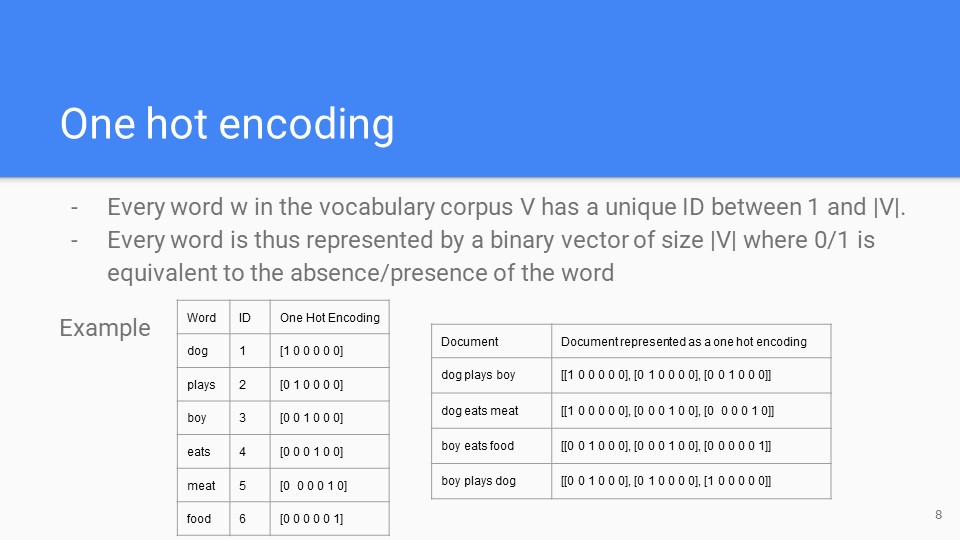 One hot encoding
- Every word w in the vocabulary corpus V has a unique ID between 1 and |V|.
- Every word is thus represented by a binary vector of size |V| where 0/1 is
equivalent to the absence/presence of the word
Example
Word ID One Hot Encoding
dog 1 [1 0 0 0 0 0]
plays 2 [0 1 0 0 0 0]
boy 3 [0 0 1 0 0 0]
eats 4 [0 0 0 1 0 0]
meat 5 [0 0 0 0 1 0]
food 6 [0 0 0 0 0 1]
Document Document represented as a one hot encoding
dog plays boy [[1 0 0 0 0 0], [0 1 0 0 0 0], [0 0 1 0 0 0]]
dog eats meat [[1 0 0 0 0 0], [0 0 0 1 0 0], [0 0 0 0 1 0]]
boy eats food [[0 0 1 0 0 0], [0 0 0 1 0 0], [0 0 0 0 0 1]]
boy plays dog [[0 0 1 0 0 0], [0 1 0 0 0 0], [1 0 0 0 0 0]]
8